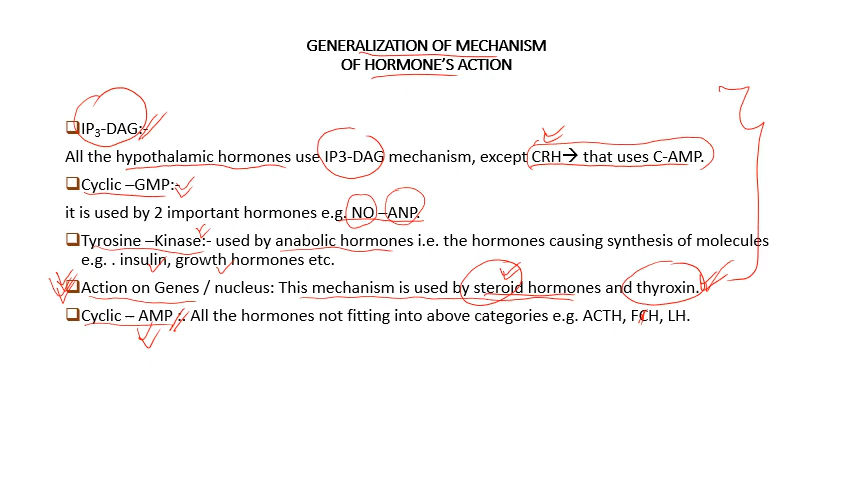 GENERALIZATION OF MECHANISM
OF HORMONE'S ACTION
IP3-DAG:-
All the hypothalamic hormones use IP3-DAG mechanism, except CRH→ that uses C-AMP.
Cyclic –GMP:-
it is used by 2 important hormones e.g. NO –ANP.
Tyrosine –Kinase:- used by anabolic hormones i.e. the hormones causing synthesis of molecules
e.g. . insulin, growth hormones etc.
Action on Genes / nucleus: This mechanism is used by steroid hormones and thyroxin.
Cyclic – AMP :. All the hormones not fitting into above categories e.g. ACTH, FCH, LH.